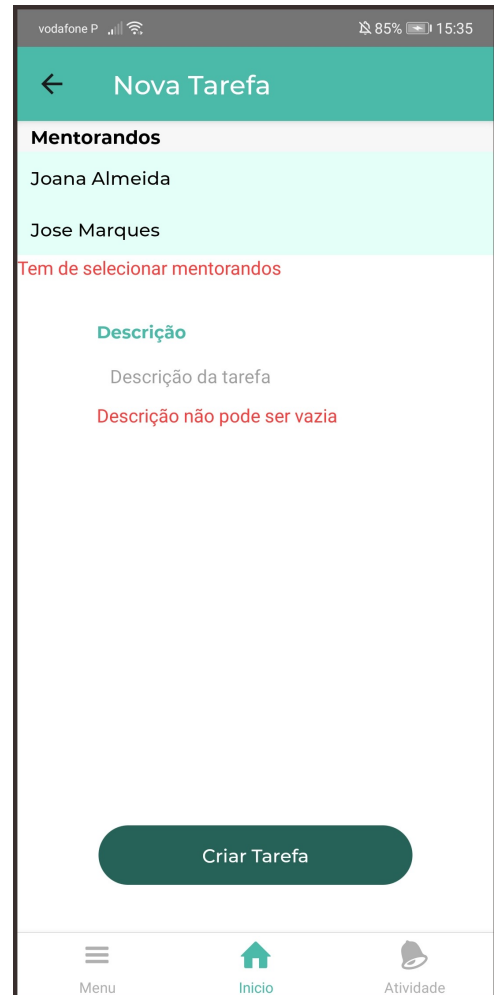 vodafone P 85% 15:35
Nova Tarefa
Mentorandos
Joana Almeida
Jose Marques
Tem de selecionar mentorandos
Descrição
Descrição da tarefa
Descrição não pode ser vazia
Criar Tarefa
Menu Inicio Atividade